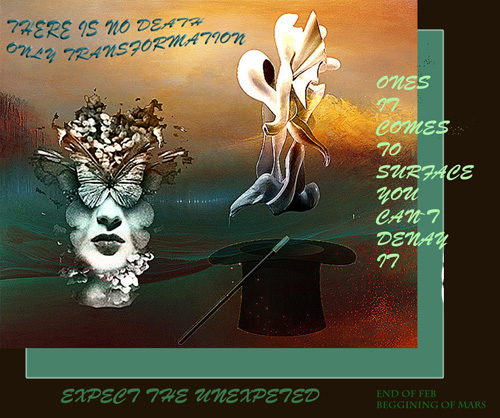 THERE IS NO DEATH
ONLY TRANSFORMATION
ONES
IT
COMES
TO
SURFACE
YOU
CAN'T
DENAY
IT
EXPECT THE UNEXPETED
END OF FEB
BEGGINING OF MARS